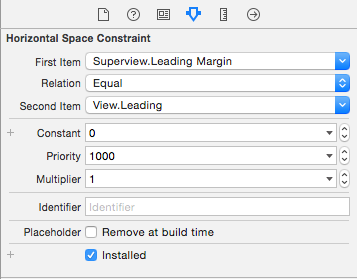 Horizontal Space Constraint
First Item Superview.Leading Margin
Relation Equal
Second Item View.Leading
+ Constant 0
Priority 1000
Multiplier 1
Identifier Identifier
Placeholder Remove at build time
+ Installed